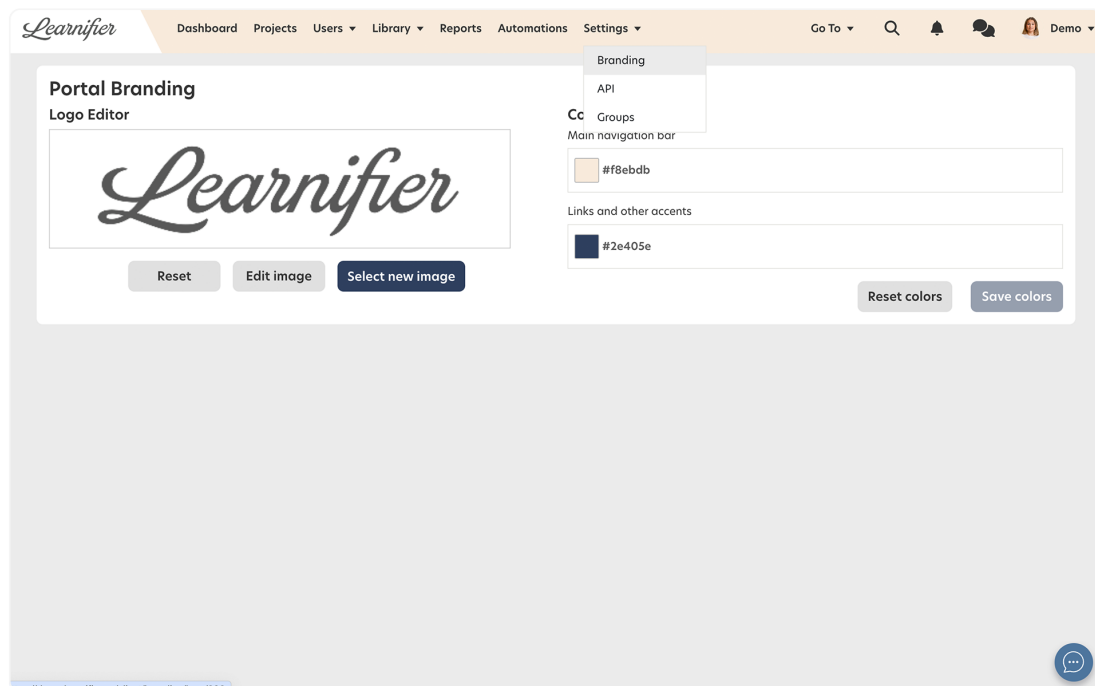 Learnifier
Dashboard Projects Users Library Reports Automations Settings Go To Demo
Branding
API
Groups
Portal Branding
Logo Editor
Co
Main navigation bar
Learnifier
#f8ebdb
Links and other accents
#2e405e
Reset Edit image Select new image
Reset colors Save colors